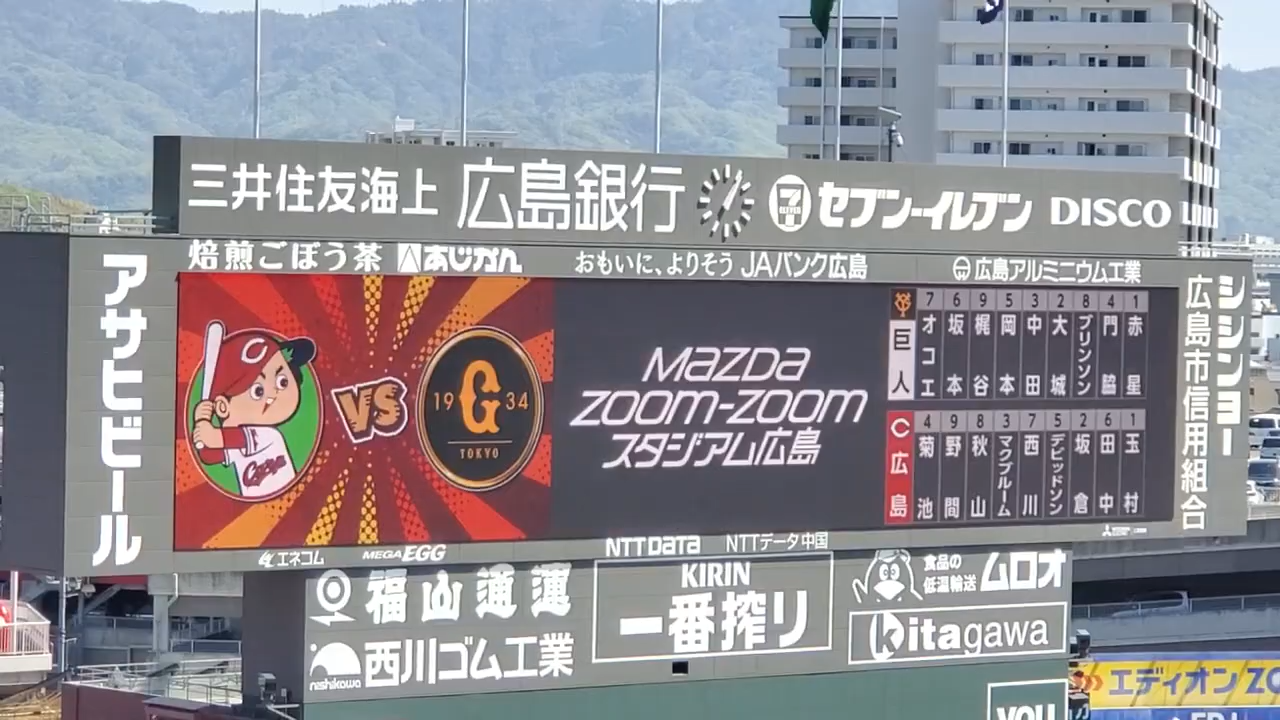 三井住友海上 広島銀行 セブン-イレブン DISCO
焙煎ごぼう茶 あじかん おもいに、よりそう JAバンク広島 広島アルミニウム工業
アサヒビール
VS
19 G 34
TOKYO
C
Carp
MAZDA
ZOOM-ZOOM
スタジアム広島
巨人
7 6 9 5 3 2 8 4 1
オコエ 坂本 梶谷 岡本 中田 大城 ブリンソン 門脇 赤星
C広島
4 9 8 3 7 5 2 6 1
菊池 野間 秋山 マクブルーム 西川 デビッドソン 坂倉 田中 玉村
シシンヨー
広島市信用組合
エネコム MEGA EGG NTT DATA NTTデータ中国
福山通運
nishikawa 西川ゴム工業
KIRIN
一番搾り
食品の
低温輸送 ムロオ
kitagawa
エディオン ZO
YOU